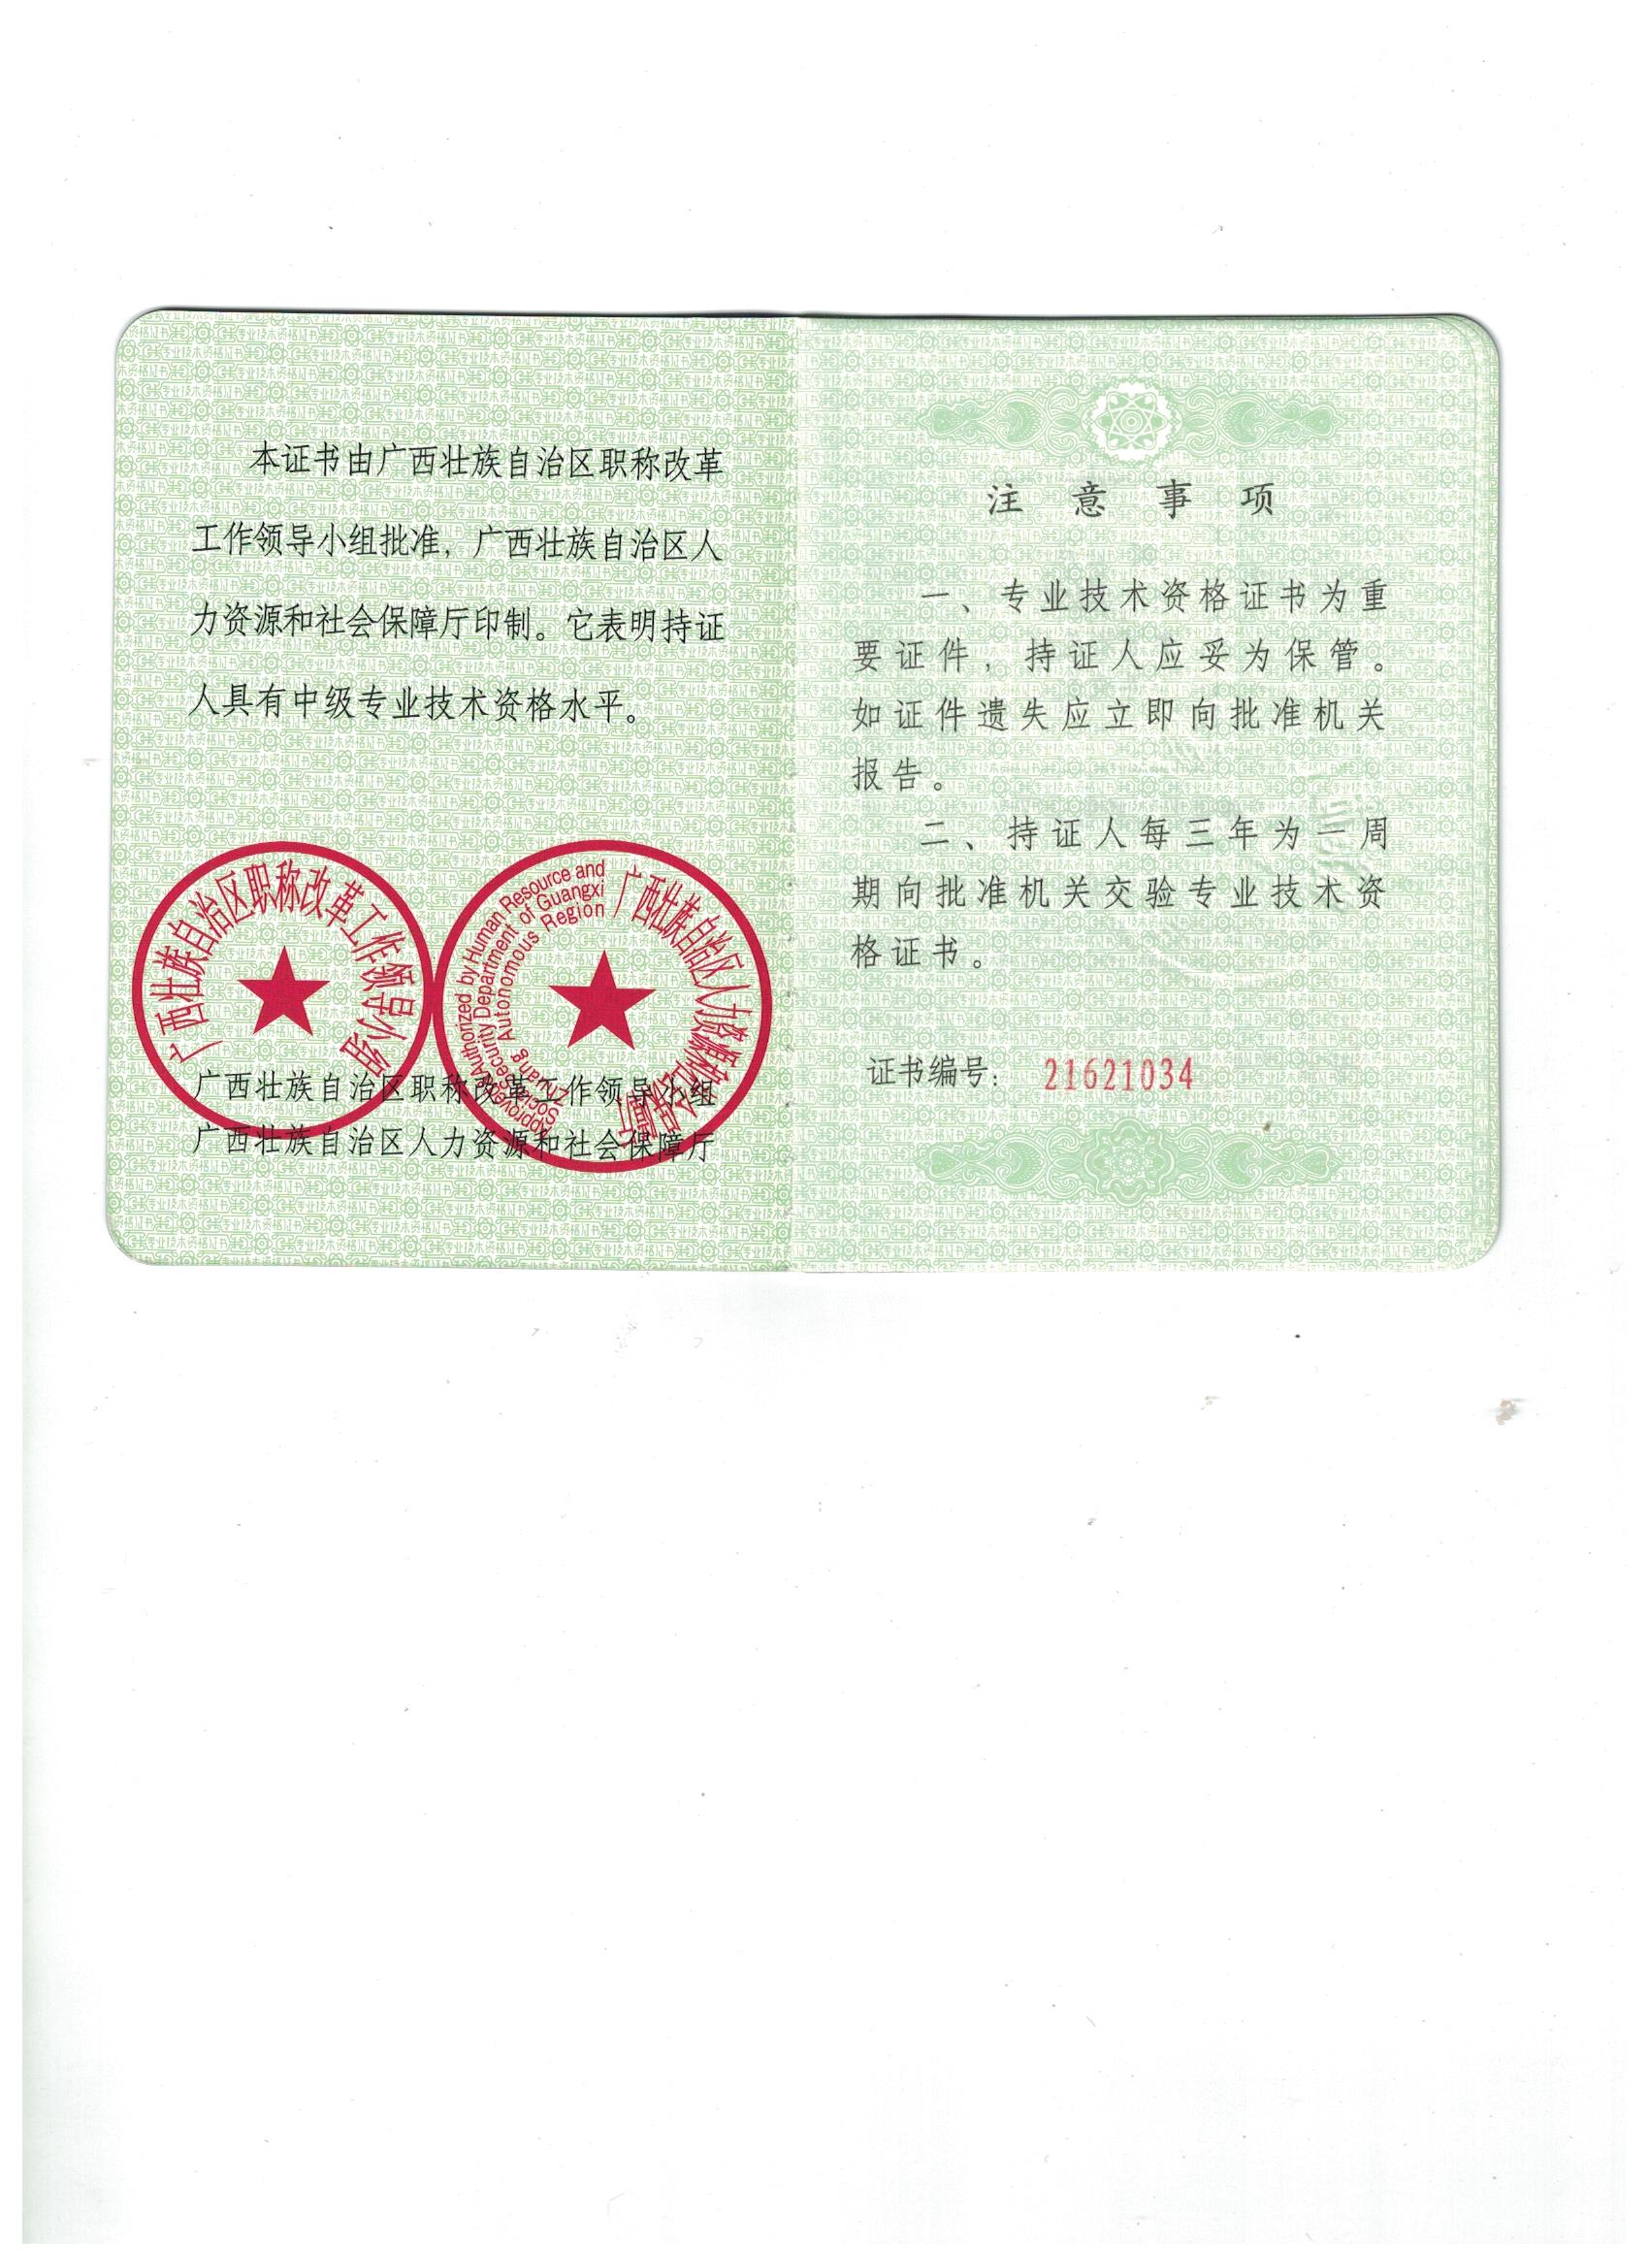 本证书由广西壮族自治区职称改革
工作领导小组批准，广西壮族自治区人
力资源和社会保障厅印制。它表明持证
人具有中级专业技术资格水平。
广西壮族自治区职称改革工作领导小组
Approved & Authorized by Human Resource and
Social Security Department of Guangxi
Zhuang Autonomous Region
广西壮族自治区人力资源和社会保障厅
广西壮族自治区职称改革工作领导小组
广西壮族自治区人力资源和社会保障厅
注意事项
一、专业技术资格证书为重
要证件，持证人应妥为保管。
如证件遗失应立即向批准机关
报告。
二、持证人每三年为一周
期向批准机关交验专业技术资
格证书。
证书编号： 21621034